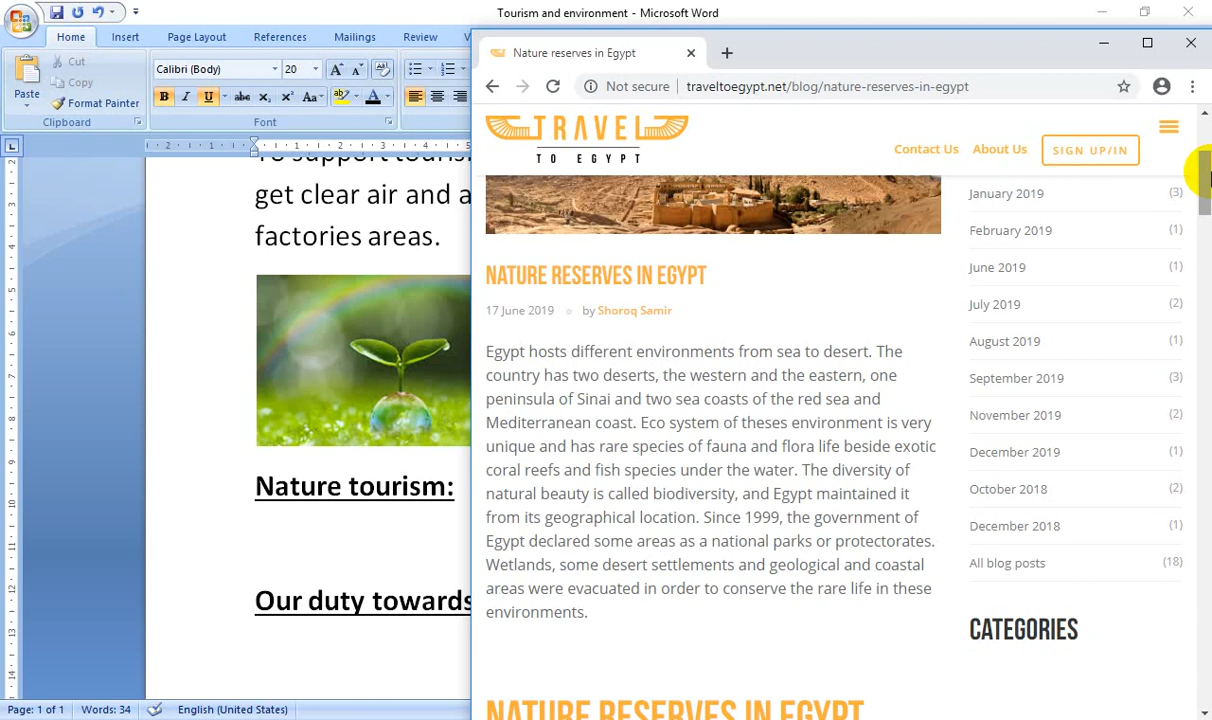 Tourism and environment - Microsoft Word
Home Insert Page Layout References Mailings Review
Paste
Cut
Copy
Format Painter
Clipboard
Calibri (Body) 20
Font
To support touris
get clear air and a
factories areas.
Nature tourism:
Our duty towards
Page: 1 of 1 Words: 34 English (United States)
Nature reserves in Egypt
Not secure traveltoegypt.net/blog/nature-reserves-in-egypt
TRAVEL
TO EGYPT
Contact Us About Us SIGN UP/IN
NATURE RESERVES IN EGYPT
17 June 2019 by Shoroq Samir
Egypt hosts different environments from sea to desert. The
country has two deserts, the western and the eastern, one
peninsula of Sinai and two sea coasts of the red sea and
Mediterranean coast. Eco system of theses environment is very
unique and has rare species of fauna and flora life beside exotic
coral reefs and fish species under the water. The diversity of
natural beauty is called biodiversity, and Egypt maintained it
from its geographical location. Since 1999, the government of
Egypt declared some areas as a national parks or protectorates.
Wetlands, some desert settlements and geological and coastal
areas were evacuated in order to conserve the rare life in these
environments.
NATURE RESERVES IN EGYPT
January 2019 (3)
February 2019 (1)
June 2019 (1)
July 2019 (2)
August 2019 (1)
September 2019 (3)
November 2019 (2)
December 2019 (1)
October 2018 (2)
December 2018 (1)
All blog posts (18)
CATEGORIES